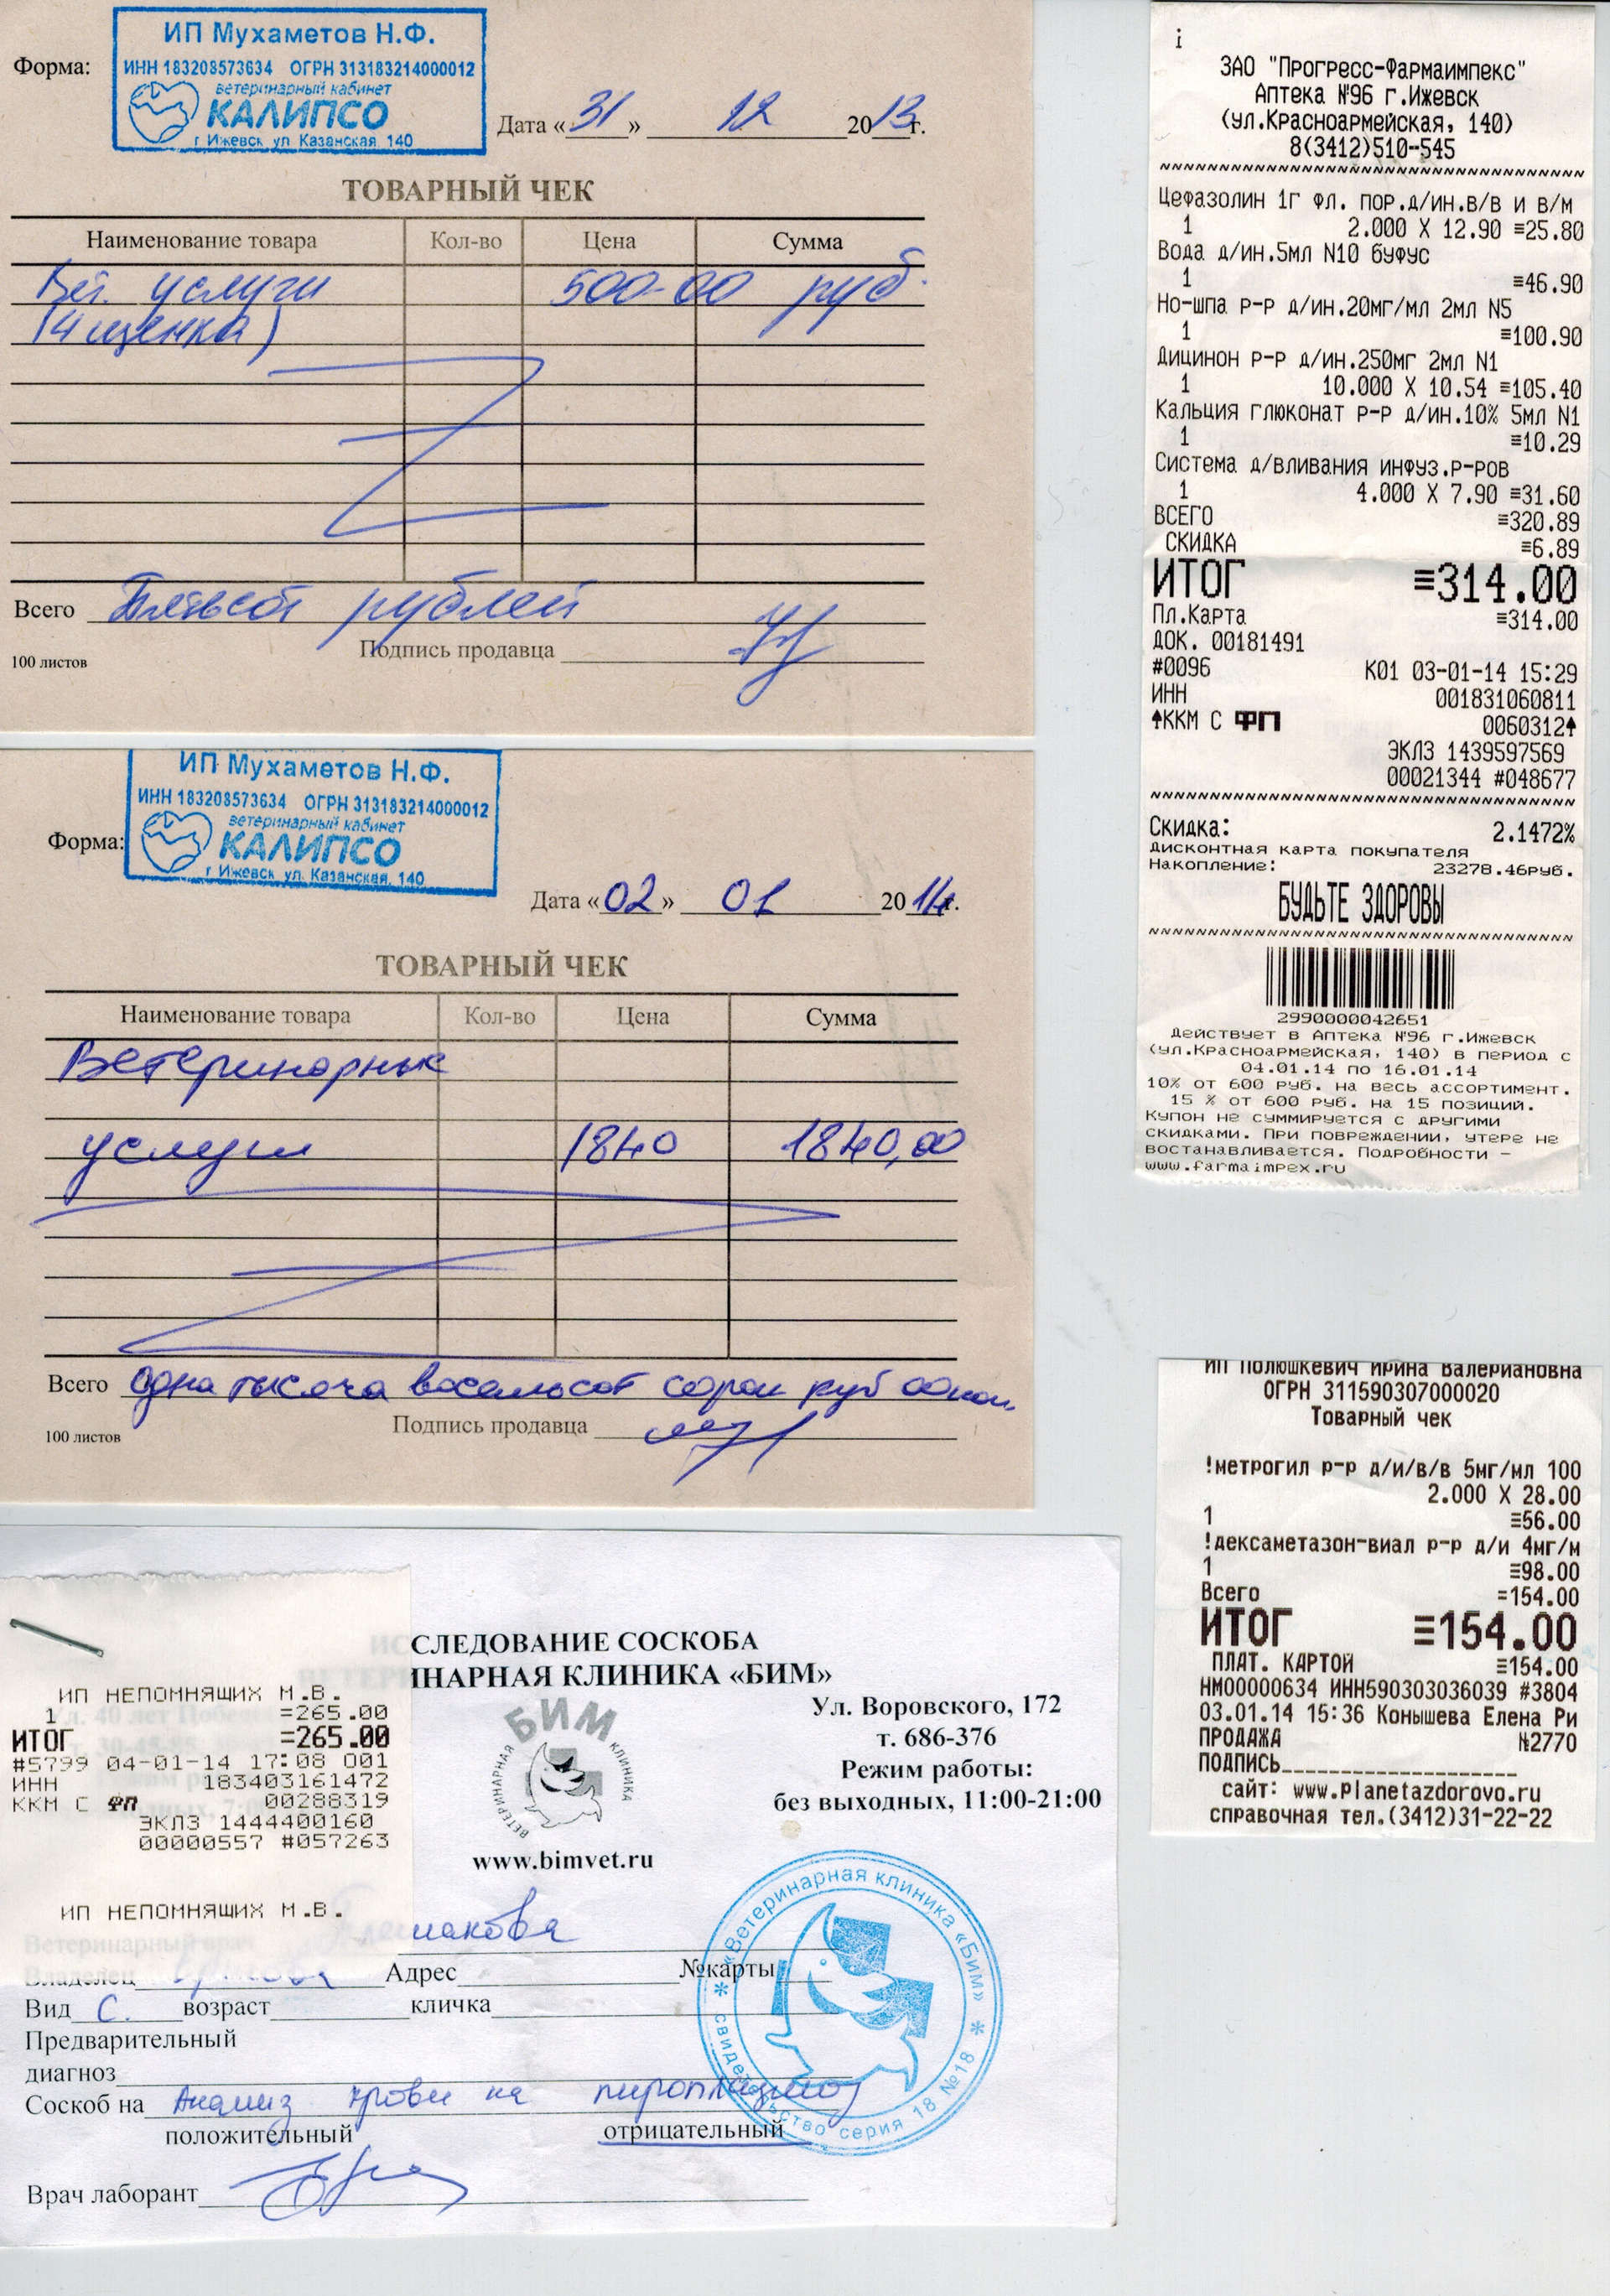 ИП Мухаметов Н.Ф.
ИНН 183208573634 ОГРН 313183214000012
ветеринарный кабинет
КАЛИПСО
г Ижевск ул Казанская 140
Форма:
Дата «31» 12 2013г.
ТОВАРНЫЙ ЧЕК
Наименование товара Кол-во Цена Сумма
Вет. услуги 500-00 руб.
(4 щенка)
Всего Пятьсот рублей
Подпись продавца
100 листов
ИП Мухаметов Н.Ф.
ИНН 183208573634 ОГРН 313183214000012
ветеринарный кабинет
КАЛИПСО
г Ижевск ул. Казанская, 140
Форма:
Дата «02» 01 2014г.
ТОВАРНЫЙ ЧЕК
Наименование товара Кол-во Цена Сумма
Ветеринарные
услуги 1840 1840,00
Всего одна тысяча восемьсот сорок руб 00 коп.
Подпись продавца
100 листов
СЛЕДОВАНИЕ СОСКОБА
ИНАРНАЯ КЛИНИКА «БИМ»
Ул. Воровского, 172
т. 686-376
Режим работы:
без выходных, 11:00-21:00
БИМ
ВЕТЕРИНАРНАЯ КЛИНИКА
www.bimvet.ru
ИП НЕПОМНЯЩИХ М.В.
1 =265.00
ИТОГ =265.00
#5799 04-01-14 17:08 001
ИНН 183403161472
ККМ С ФП 00288319
ЭКЛЗ 1444400160
00000557 #057263
ИП НЕПОМНЯЩИХ М.В.
Ветеринарный врач
Владелец Адрес №карты
Вид С. возраст кличка
Предварительный
диагноз
Соскоб на Анализ крови на пироплазмоз
положительный отрицательный
Врач лаборант
* «Ветеринарная клиника «Бим» * свидетельство серия 18 №18
i
ЗАО "Прогресс-Фармаимпекс"
Аптека №96 г.Ижевск
(ул.Красноармейская, 140)
8(3412)510-545
Цефазолин 1г фл. пор.д/ин.в/в и в/м
1 2.000 X 12.90 ≡25.80
Вода д/ин.5мл N10 буфус
1 ≡46.90
Но-шпа р-р д/ин.20мг/мл 2мл N5
1 ≡100.90
Дицинон р-р д/ин.250мг 2мл N1
1 10.000 X 10.54 ≡105.40
Кальция глюконат р-р д/ин.10% 5мл N1
1 ≡10.29
Система д/вливания инфуз.р-ров
1 4.000 X 7.90 ≡31.60
ВСЕГО ≡320.89
СКИДКА ≡6.89
ИТОГ ≡314.00
Пл.Карта ≡314.00
ДОК. 00181491
#0096 К01 03-01-14 15:29
ИНН 001831060811
↑ККМ С ФП 0060312↑
ЭКЛЗ 1439597569
00021344 #048677
Скидка: 2.1472%
Дисконтная карта покупателя
Накопление: 23278.46руб.
БУДЬТЕ ЗДОРОВЫ
2990000042651
Действует в Аптека №96 г.Ижевск
(ул.Красноармейская, 140) в период с
04.01.14 по 16.01.14
10% от 600 руб. на весь ассортимент.
15 % от 600 руб. на 15 позиций.
Купон не суммируется с другими
скидками. При повреждении, утере не
востанавливается. Подробности -
www.farmaimpex.ru
ИП Полюшкевич Ирина Валериановна
ОГРН 311590307000020
Товарный чек
!метрогил р-р д/и/в/в 5мг/мл 100
2.000 X 28.00
1 ≡56.00
!дексаметазон-виал р-р д/и 4мг/м
1 ≡98.00
Всего =154.00
ИТОГ ≡154.00
ПЛАТ. КАРТОЙ ≡154.00
НМ00000634 ИНН590303036039 #3804
03.01.14 15:36 Конышева Елена Ри
ПРОДАЖА №2770
ПОДПИСЬ
сайт: www.planetazdorovo.ru
справочная тел.(3412)31-22-22